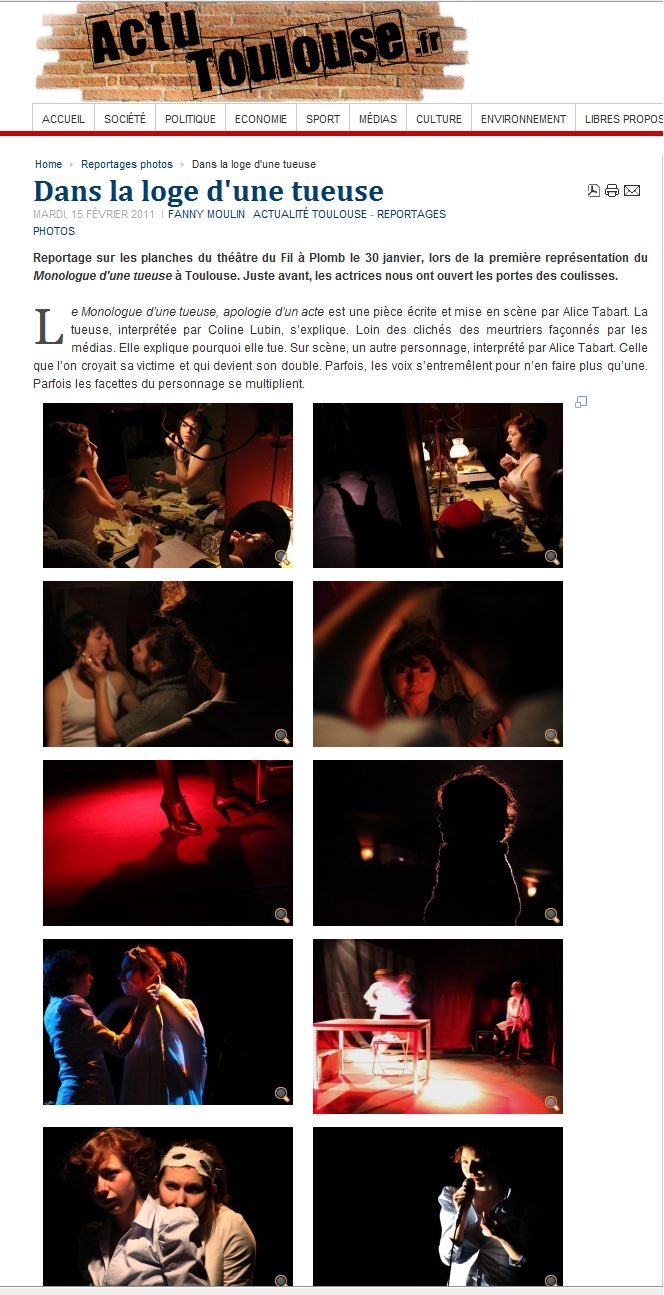 Actu
Toulouse.fr
ACCUEIL SOCIÉTÉ POLITIQUE ECONOMIE SPORT MÉDIAS CULTURE ENVIRONNEMENT LIBRES PROPOS
Home Reportages photos Dans la loge d'une tueuse
Dans la loge d'une tueuse
MARDI, 15 FÉVRIER 2011 | FANNY MOULIN ACTUALITÉ TOULOUSE - REPORTAGES
PHOTOS
Reportage sur les planches du théâtre du Fil à Plomb le 30 janvier, lors de la première représentation du
Monologue d'une tueuse à Toulouse. Juste avant, les actrices nous ont ouvert les portes des coulisses.
Le Monologue d’une tueuse, apologie d’un acte est une pièce écrite et mise en scène par Alice Tabart. La
tueuse, interprétée par Coline Lubin, s’explique. Loin des clichés des meurtriers façonnés par les
médias. Elle explique pourquoi elle tue. Sur scène, un autre personnage, interprété par Alice Tabart. Celle
que l’on croyait sa victime et qui devient son double. Parfois, les voix s’entremêlent pour n’en faire plus qu’une.
Parfois les facettes du personnage se multiplient.